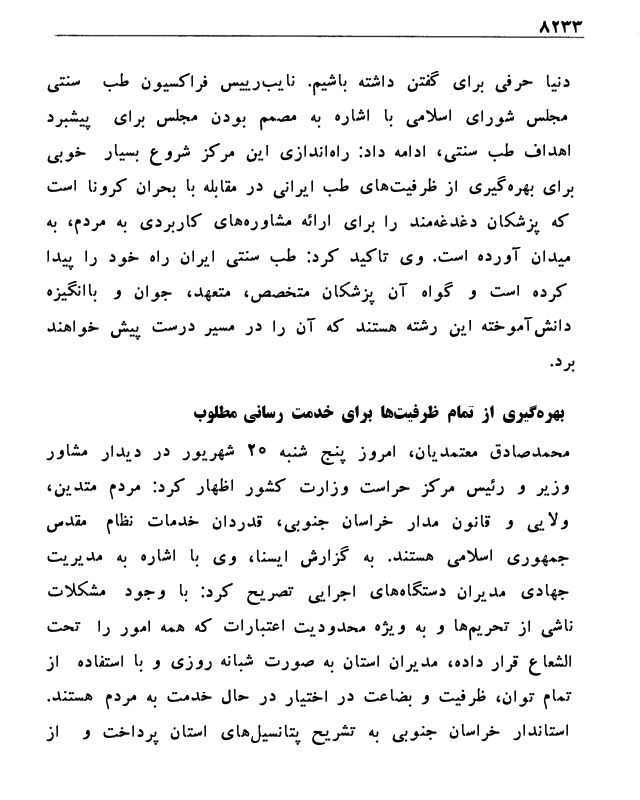 ۸۲۳۳
دنیا حرفی برای گفتن داشته باشیم. نایب‌رییس فراکسیون طب سنتی
مجلس شورای اسلامی با اشاره به مصمم بودن مجلس برای پیشبرد
اهداف طب سنتی، ادامه داد: راه‌اندازی این مرکز شروع بسیار خوبی
برای بهره‌گیری از ظرفیت‌های طب ایرانی در مقابله با بحران کرونا است
که پزشکان دغدغه‌مند را برای ارائه مشاوره‌های کاربردی به مردم، به
میدان آورده است. وی تاکید کرد: طب سنتی ایران راه خود را پیدا
کرده است و گواه آن پزشکان متخصص، متعهد، جوان و باانگیزه
دانش‌آموخته این رشته هستند که آن را در مسیر درست پیش خواهند
برد.
بهره‌گیری از تمام ظرفیت‌ها برای خدمت رسانی مطلوب
محمدصادق معتمدیان، امروز پنج شنبه ۲۰ شهریور در دیدار مشاور
وزیر و رئیس مرکز حراست وزارت کشور اظهار کرد: مردم متدین،
ولایی و قانون مدار خراسان جنوبی، قدردان خدمات نظام مقدس
جمهوری اسلامی هستند. به گزارش ایسنا، وی با اشاره به مدیریت
جهادی مدیران دستگاه‌های اجرایی تصریح کرد: با وجود مشکلات
ناشی از تحریم‌ها و به ویژه محدودیت اعتبارات که همه امور را تحت
الشعاع قرار داده، مدیران استان به صورت شبانه روزی و با استفاده از
تمام توان، ظرفیت و بضاعت در اختیار در حال خدمت به مردم هستند.
استاندار خراسان جنوبی به تشریح پتانسیل‌های استان پرداخت و از